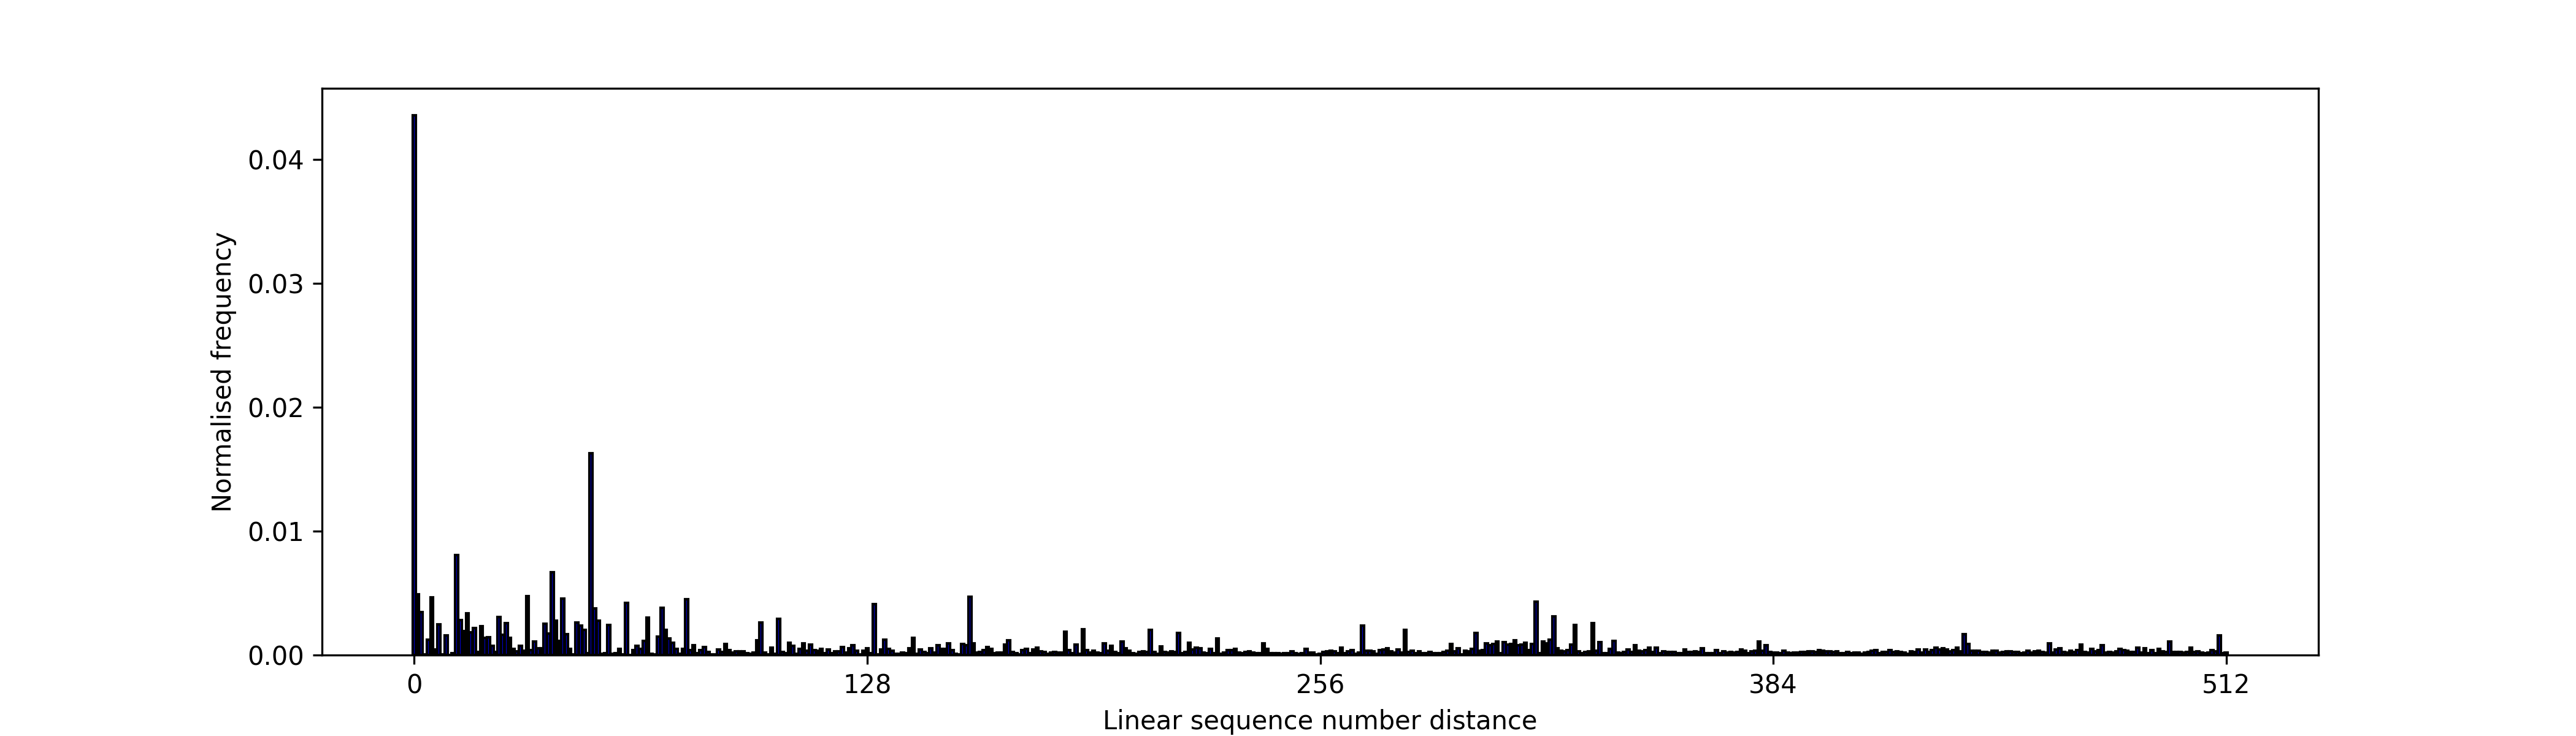 Normalised frequency
0.04
0.03
0.02
0.01
0.00
0 128 256 384 512
Linear sequence number distance